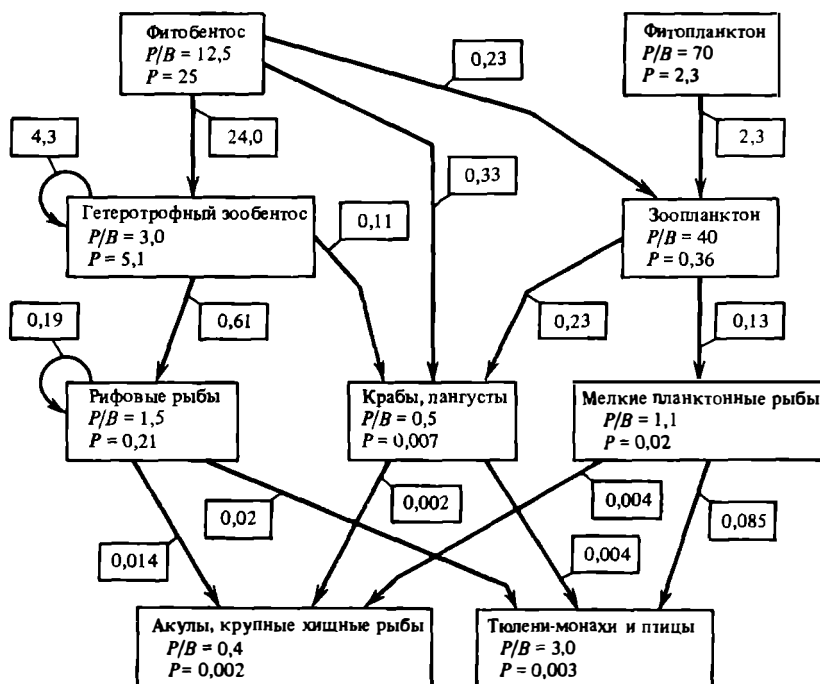 Фитобентос
P/B = 12,5
P = 25
Фитопланктон
P/B = 70
P = 2,3
0,23
4,3
24,0
2,3
0,33
Гетеротрофный зообентос
P/B = 3,0
P = 5,1
0,11
Зоопланктон
P/B = 40
P = 0,36
0,19
0,61
0,23
0,13
Рифовые рыбы
P/B = 1,5
P = 0,21
Крабы, лангусты
P/B = 0,5
P = 0,007
Мелкие планктонные рыбы
P/B = 1,1
P = 0,02
0,014
0,02
0,002
0,004
0,004
0,085
Акулы, крупные хищные рыбы
P/B = 0,4
P = 0,002
Тюлени-монахи и птицы
P/B = 3,0
P = 0,003